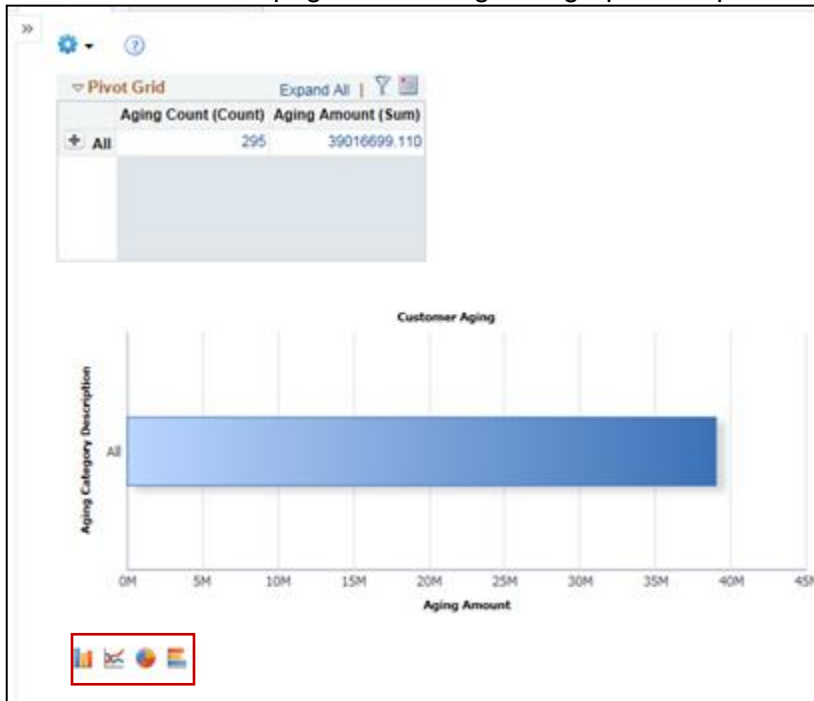 »
?
Pivot Grid Expand All |
Aging Count (Count) Aging Amount (Sum)
+ All 295 39016699.110
Customer Aging
Aging Category Description
All
0M 5M 10M 15M 20M 25M 30M 35M 40M 45M
Aging Amount